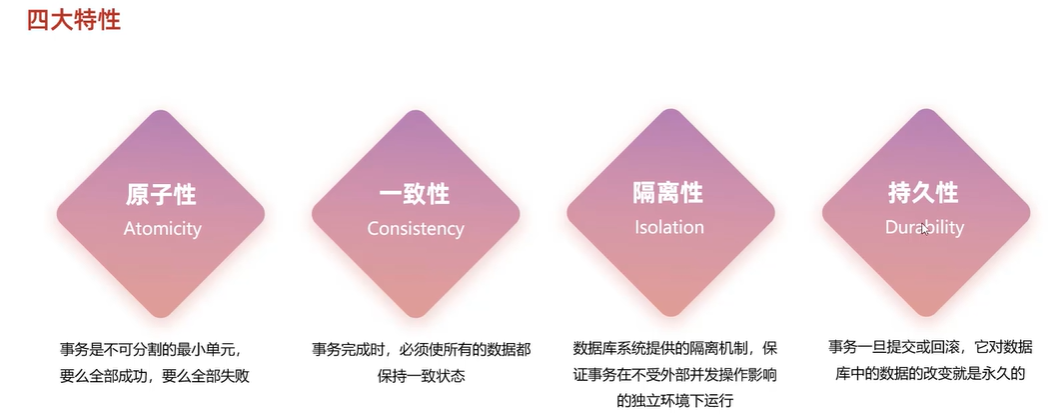 四大特性
原子性
Atomicity
事务是不可分割的最小单元，
要么全部成功，要么全部失败
一致性
Consistency
事务完成时，必须使所有的数据都
保持一致状态
隔离性
Isolation
数据库系统提供的隔离机制，保
证事务在不受外部并发操作影响
的独立环境下运行
持久性
Durability
事务一旦提交或回滚，它对数据
库中的数据的改变就是永久的